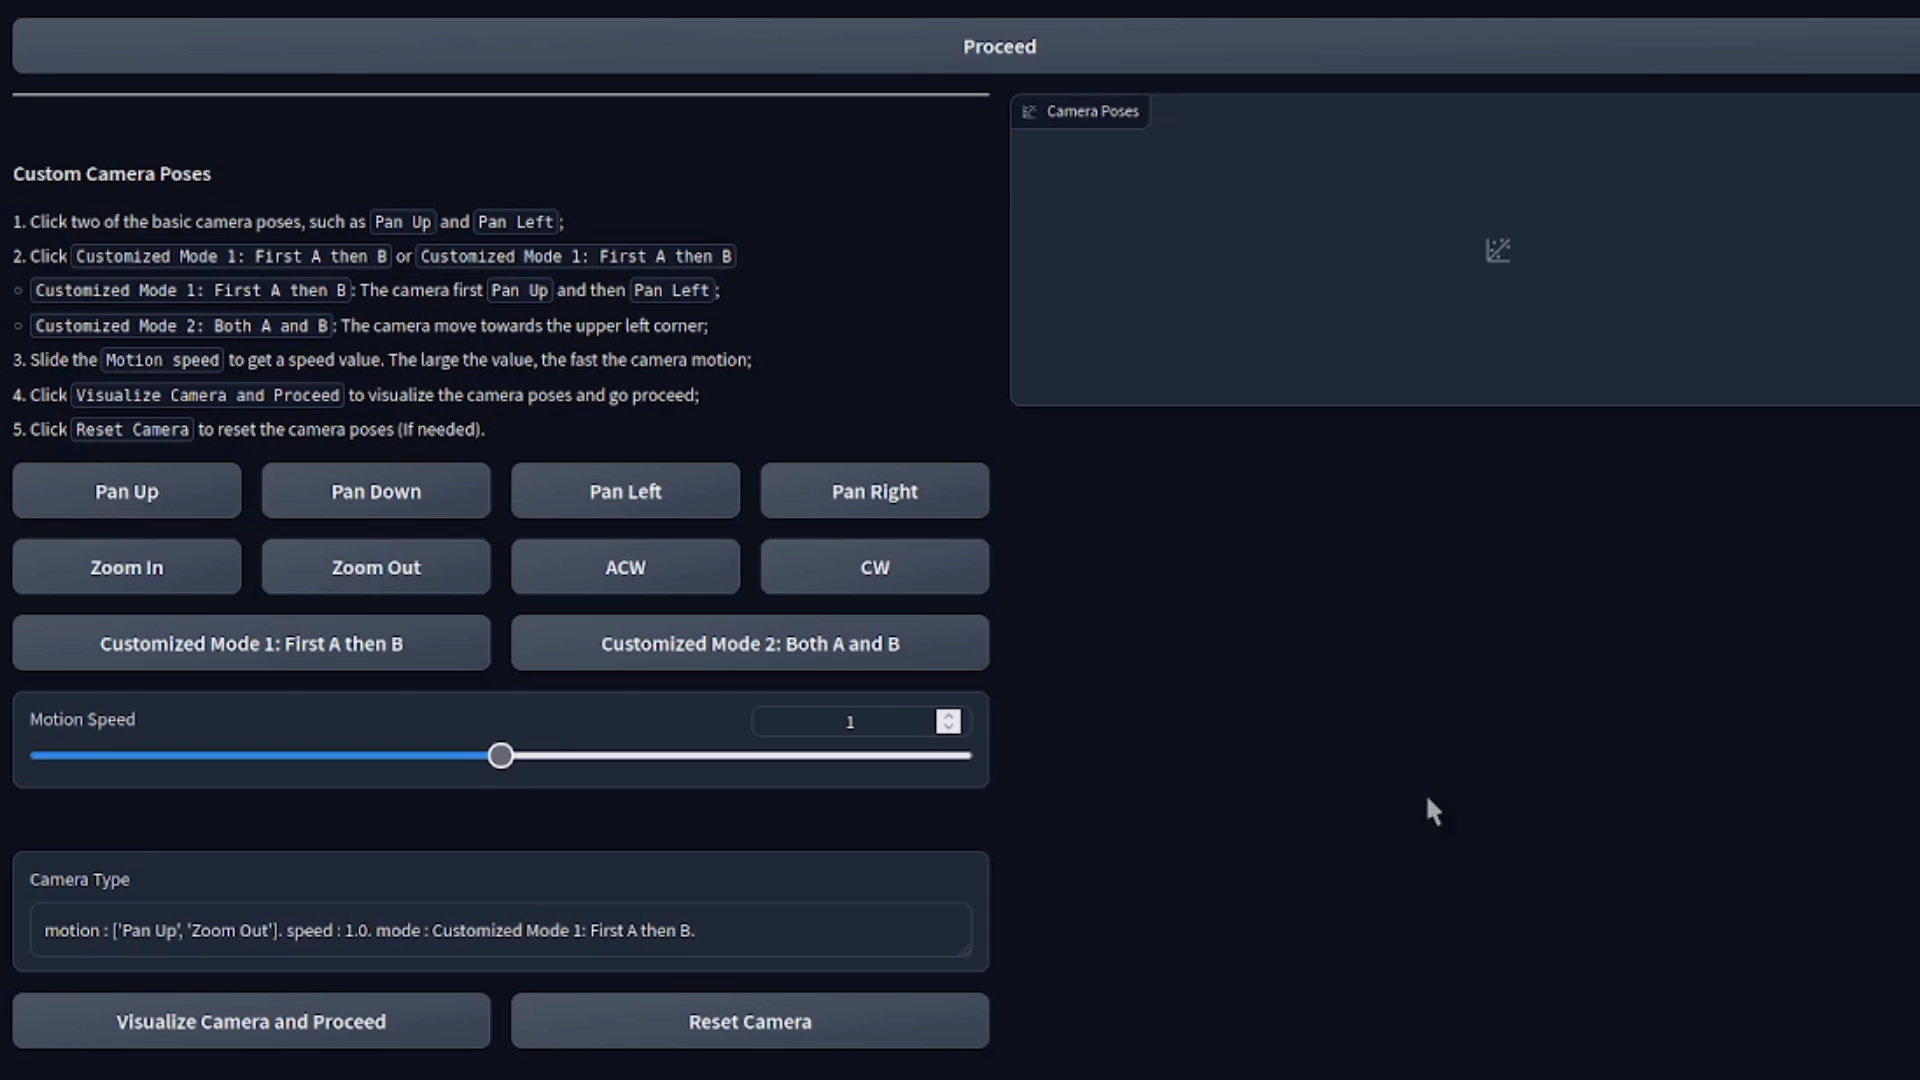 Proceed
Camera Poses
Custom Camera Poses
1. Click two of the basic camera poses, such as Pan Up and Pan Left;
2. Click Customized Mode 1: First A then B or Customized Mode 1: First A then B
○ Customized Mode 1: First A then B: The camera first Pan Up and then Pan Left;
○ Customized Mode 2: Both A and B: The camera move towards the upper left corner;
3. Slide the Motion speed to get a speed value. The large the value, the fast the camera motion;
4. Click Visualize Camera and Proceed to visualize the camera poses and go proceed;
5. Click Reset Camera to reset the camera poses (If needed).
Pan Up Pan Down Pan Left Pan Right
Zoom In Zoom Out ACW CW
Customized Mode 1: First A then B Customized Mode 2: Both A and B
Motion Speed 1
Camera Type
motion : ['Pan Up', 'Zoom Out']. speed : 1.0. mode : Customized Mode 1: First A then B.
Visualize Camera and Proceed Reset Camera